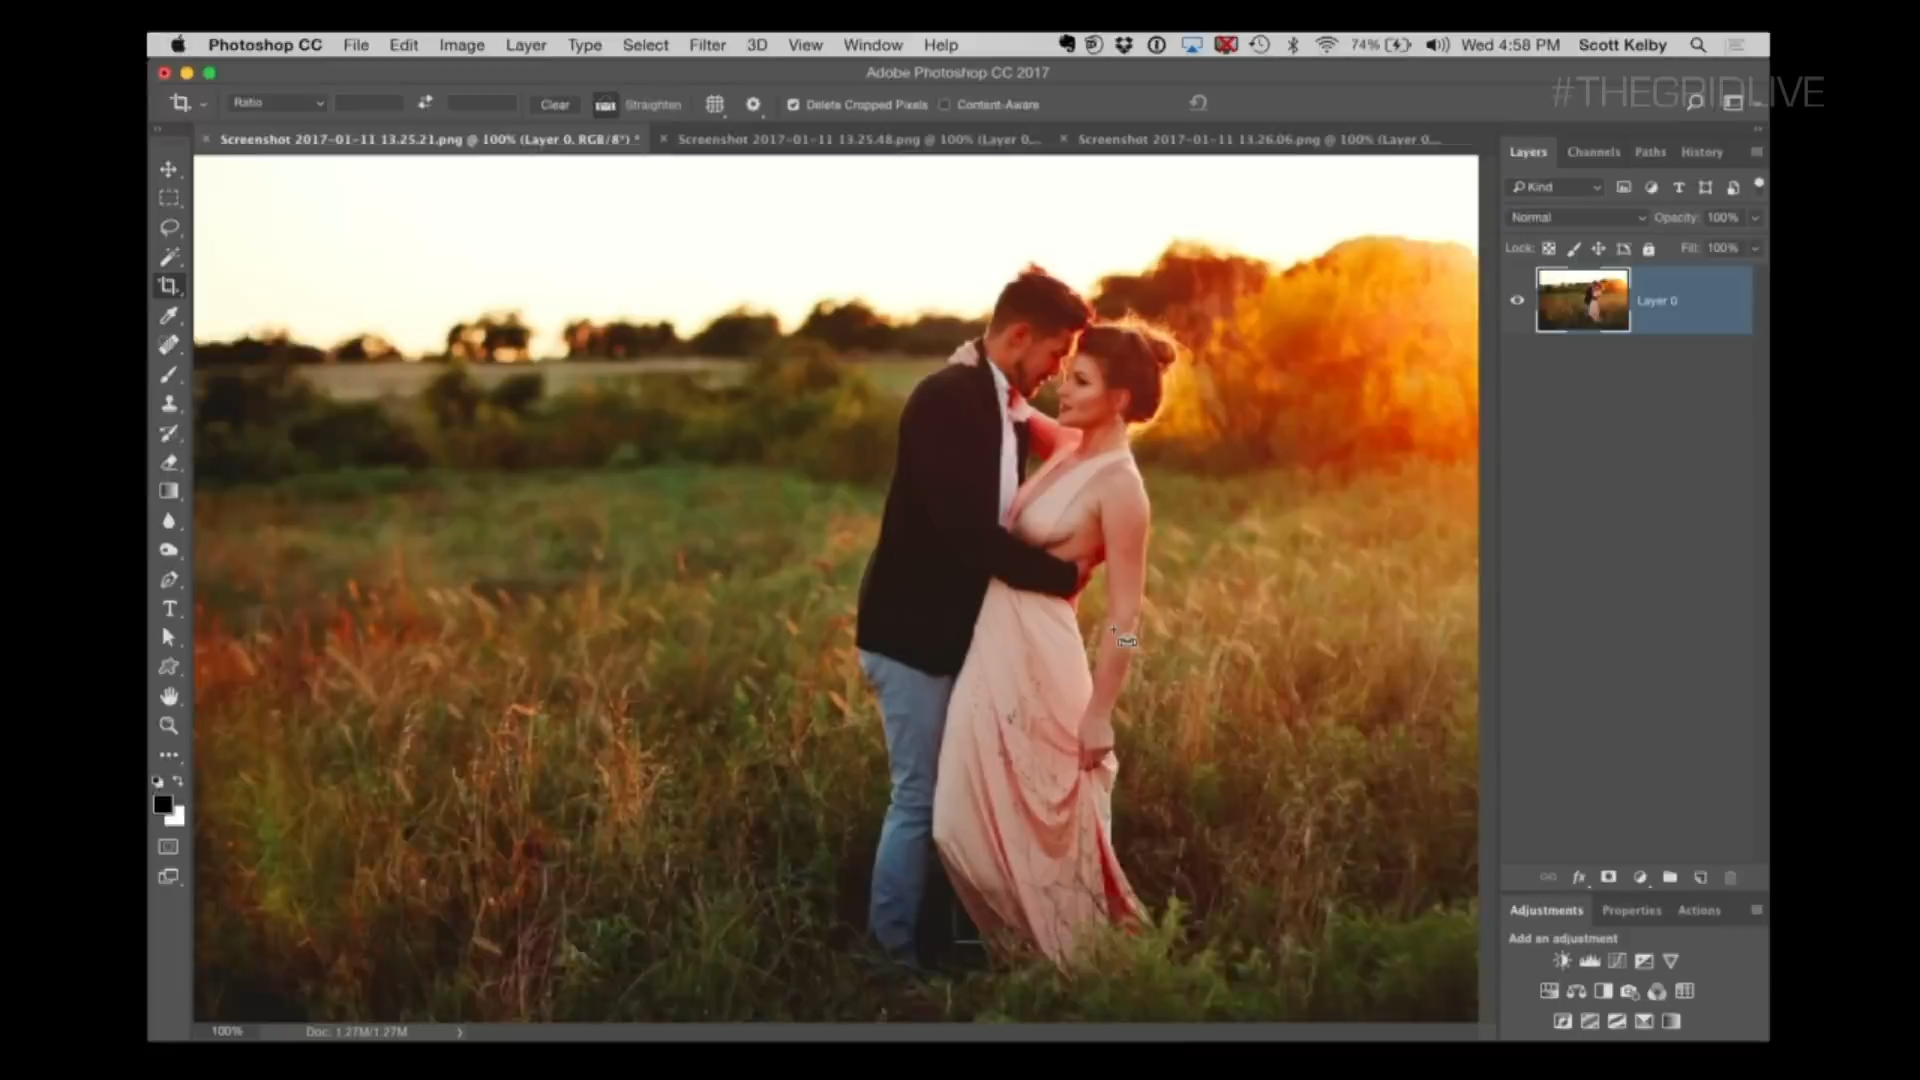 Photoshop CC File Edit Image Layer Type Select Filter 3D View Window Help 74% Wed 4:58 PM Scott Kelby
Adobe Photoshop CC 2017
#THEGRIDLIVE
Ratio Clear Straighten Delete Cropped Pixels Content-Aware
Screenshot 2017-01-11 13.25.21.png @ 100% (Layer 0, RGB/8*) * Screenshot 2017-01-11 13.25.48.png @ 100% (Layer 0... Screenshot 2017-01-11 13.26.06.png @ 100% (Layer 0...
Layers Channels Paths History
Kind
Normal Opacity: 100%
Lock: Fill: 100%
Layer 0
Adjustments Properties Actions
Add an adjustment
100% Doc: 1.27M/1.27M